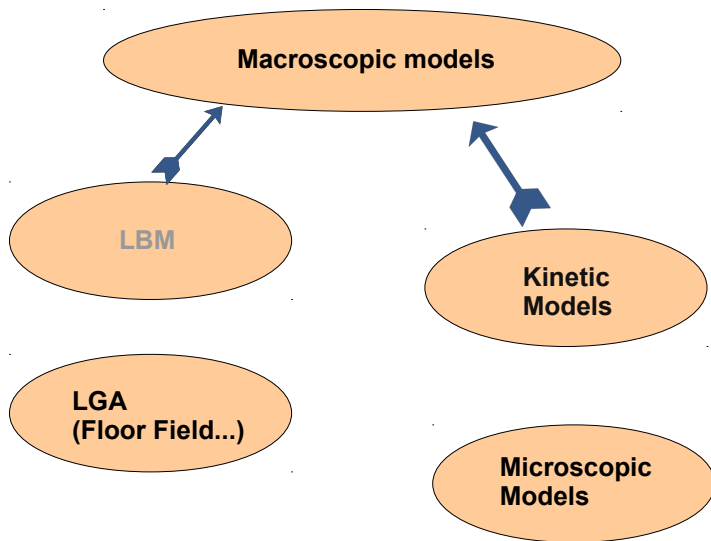 Macroscopic models
LBM
Kinetic
Models
LGA
(Floor Field...)
Microscopic
Models